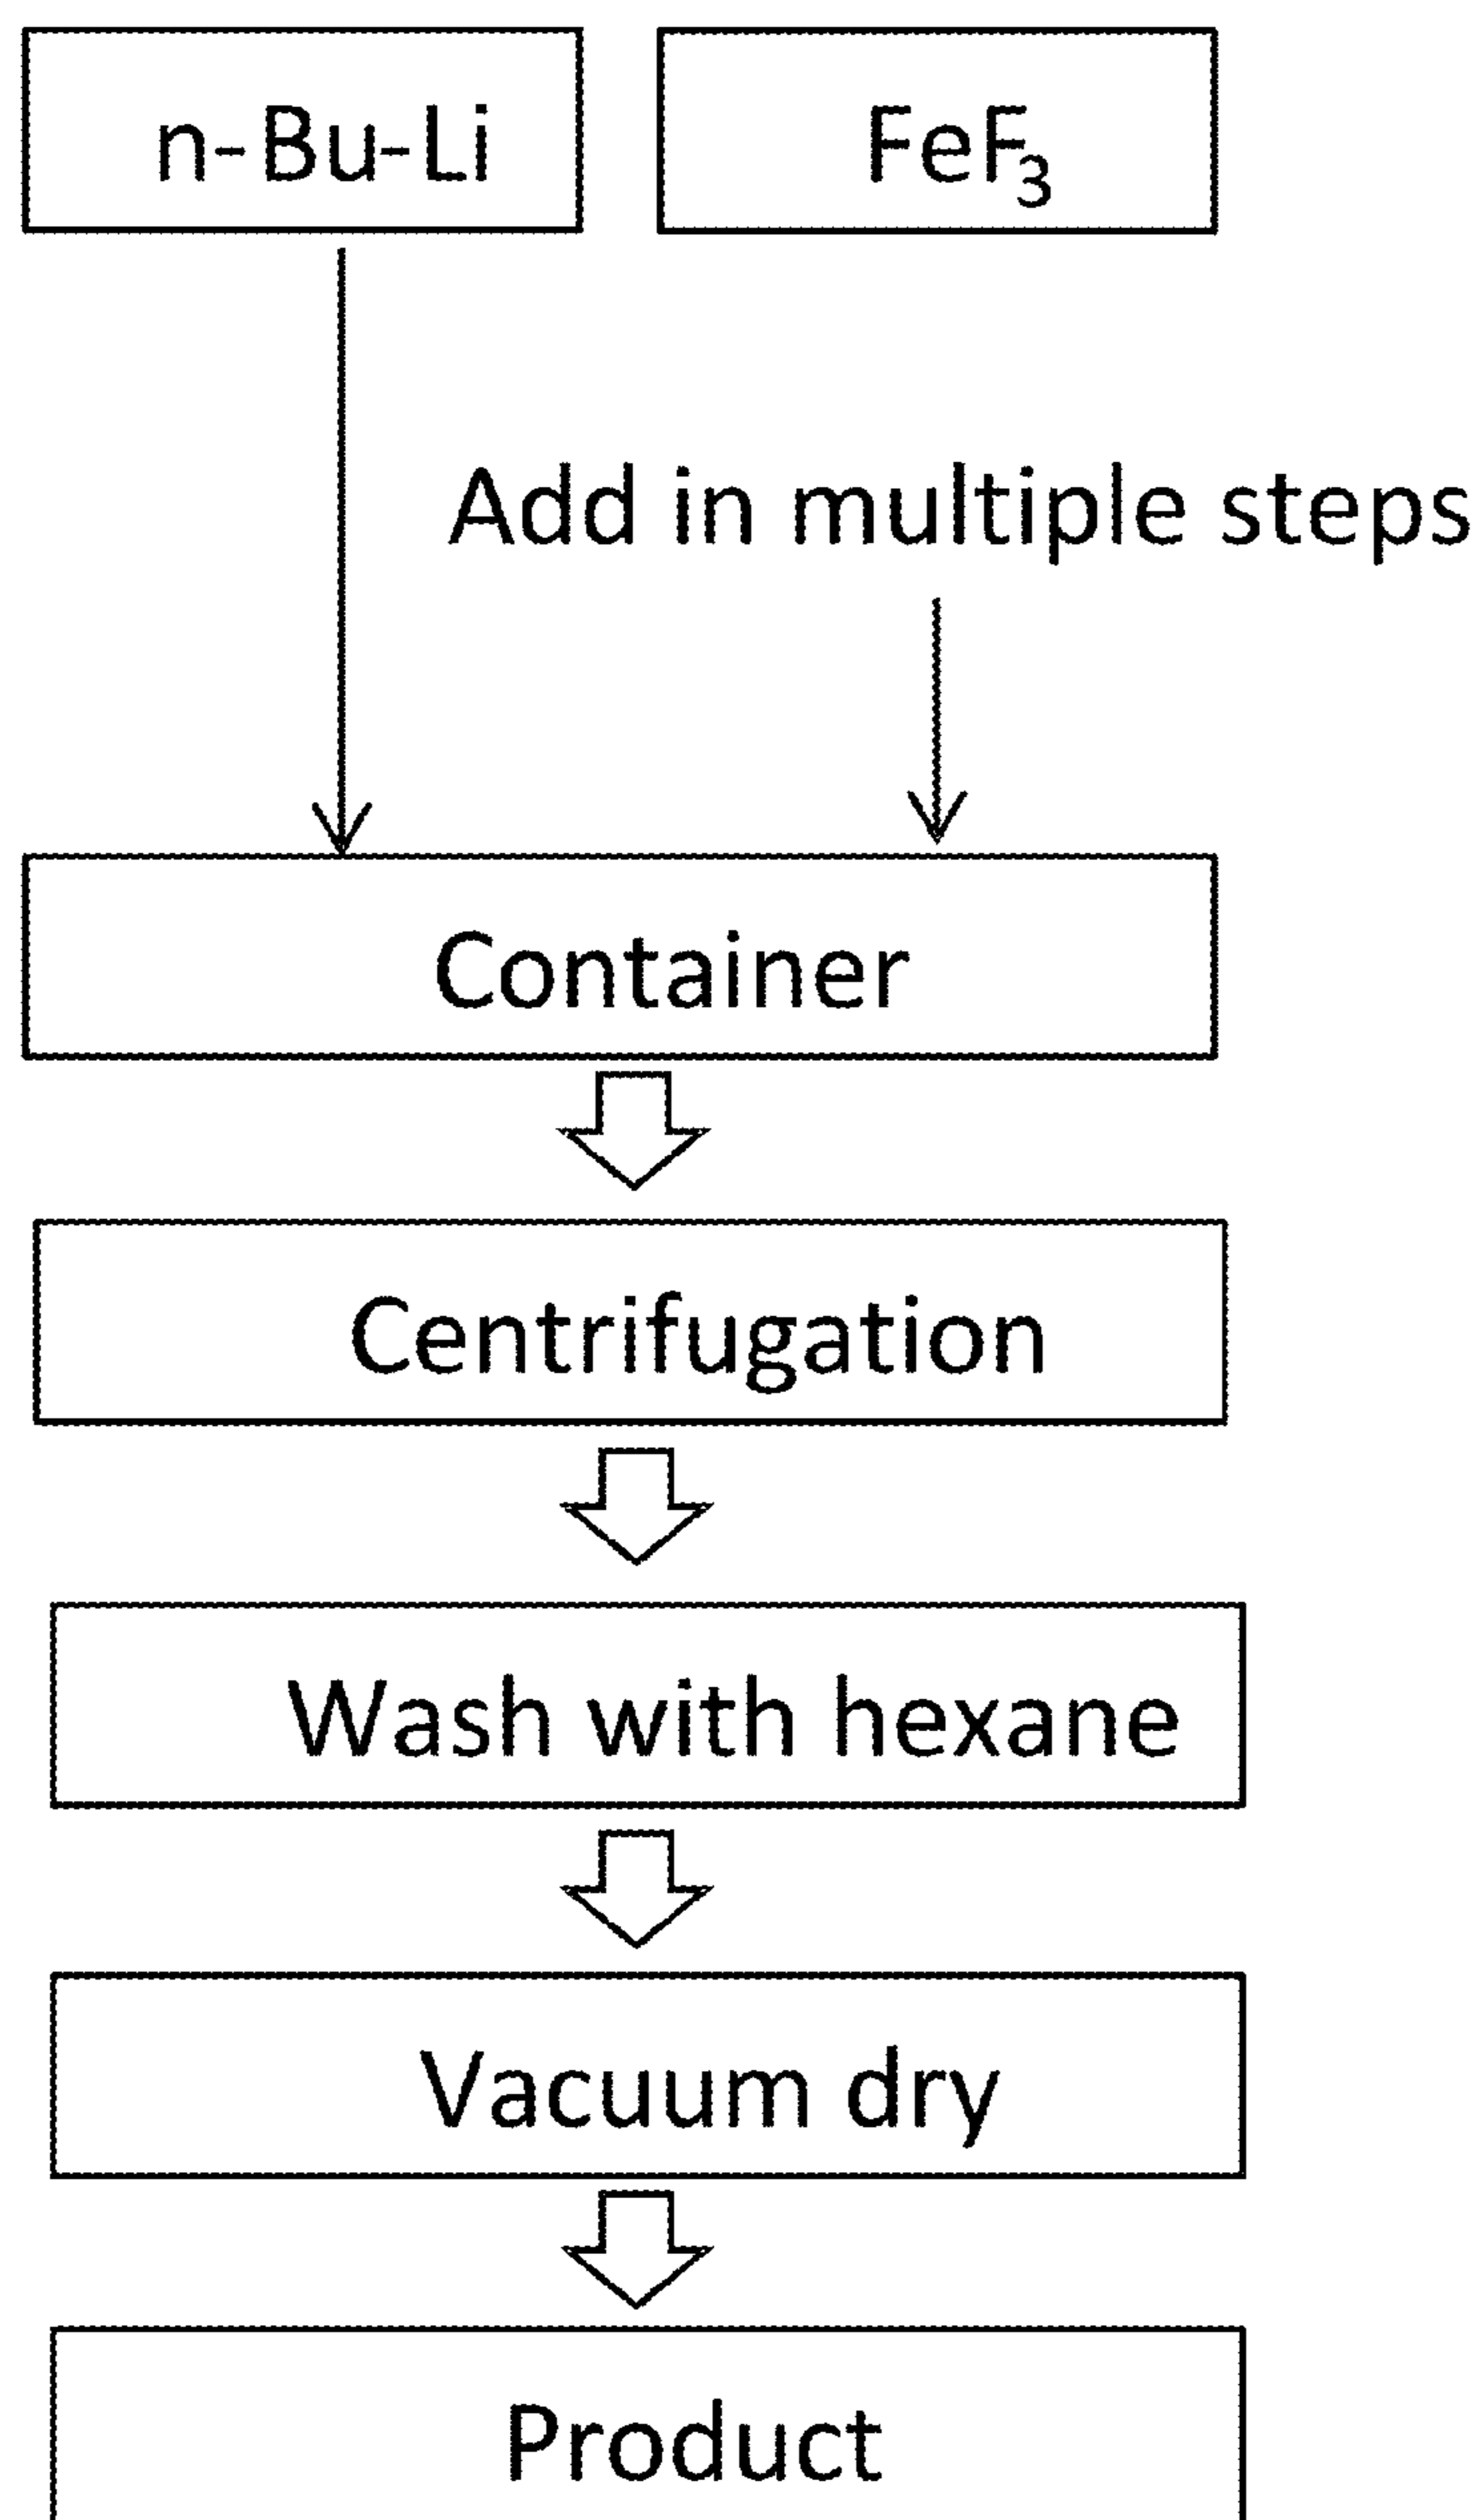 n-Bu-Li
FeF₃
Add in multiple steps
Container
Centrifugation
Wash with hexane
Vacuum dry
Product